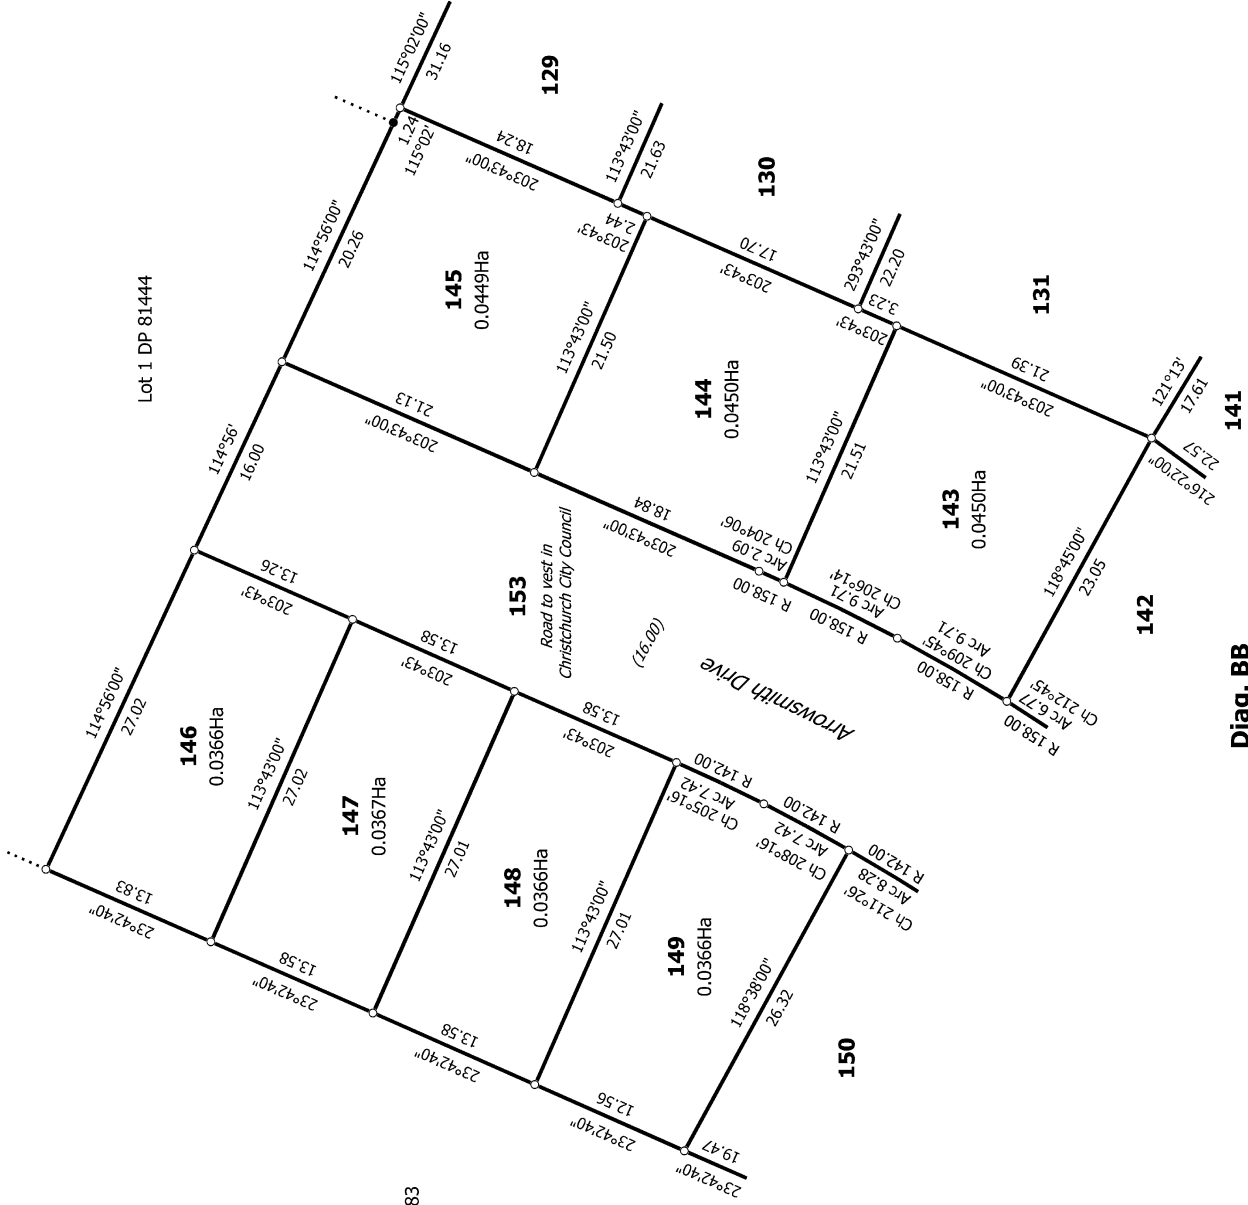 115°02'00"
31.16
129
1.24
115°02'
18.24
203°43'00"
113°43'00"
21.63
130
114°56'00"
20.26
Lot 1 DP 81444
145
0.0449Ha
2.44
203°43'
17.70
203°43'
293°43'00"
22.20
131
3.23
203°43'
113°43'00"
21.50
114°56'
16.00
21.13
203°43'00"
144
0.0450Ha
21.39
203°43'00"
121°13'
17.61
141
22.57
216°22'00"
113°43'00"
21.51
18.84
203°43'00"
143
0.0450Ha
Ch 204°06'
Arc 2.09
R 158.00
Ch 206°14'
Arc 9.71
R 158.00
Ch 209°45'
Arc 9.71
R 158.00
118°45'00"
23.05
142
Ch 212°45'
Arc 6.77
R 158.00
153
Road to vest in
Christchurch City Council
(16.00)
Arrowsmith Drive
Diag. BB
13.26
203°43'
13.58
203°43'
13.58
203°43'
114°56'00"
27.02
146
0.0366Ha
113°43'00"
27.02
147
0.0367Ha
113°43'00"
27.01
148
0.0366Ha
113°43'00"
27.01
149
0.0366Ha
R 142.00
Arc 7.42
Ch 205°16'
R 142.00
Arc 7.42
Ch 208°16'
R 142.00
Arc 8.28
Ch 211°26'
118°38'00"
26.32
150
13.83
23°42'40"
13.58
23°42'40"
13.58
23°42'40"
12.56
23°42'40"
19.47
23°42'40"
83